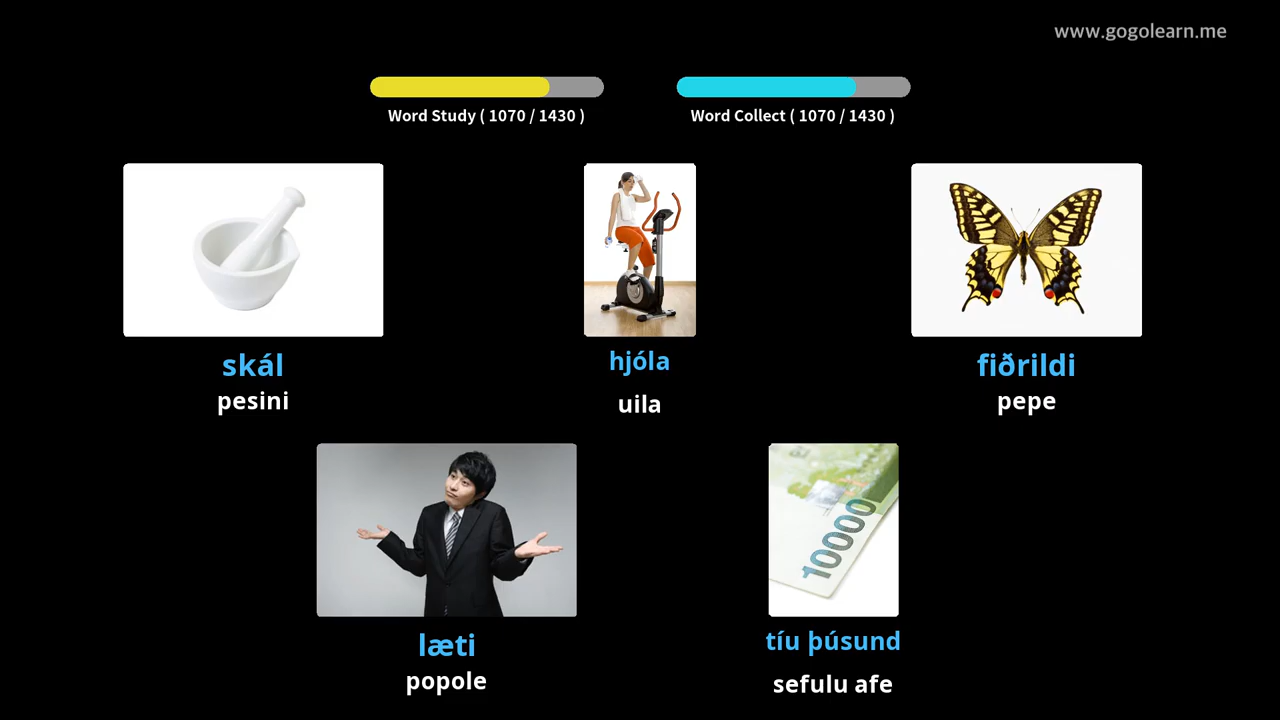 www.gogolearn.me
Word Study ( 1070 / 1430 )
Word Collect ( 1070 / 1430 )
skál
pesini
hjóla
uila
fiðrildi
pepe
10000
læti
popole
tíu þúsund
sefulu afe